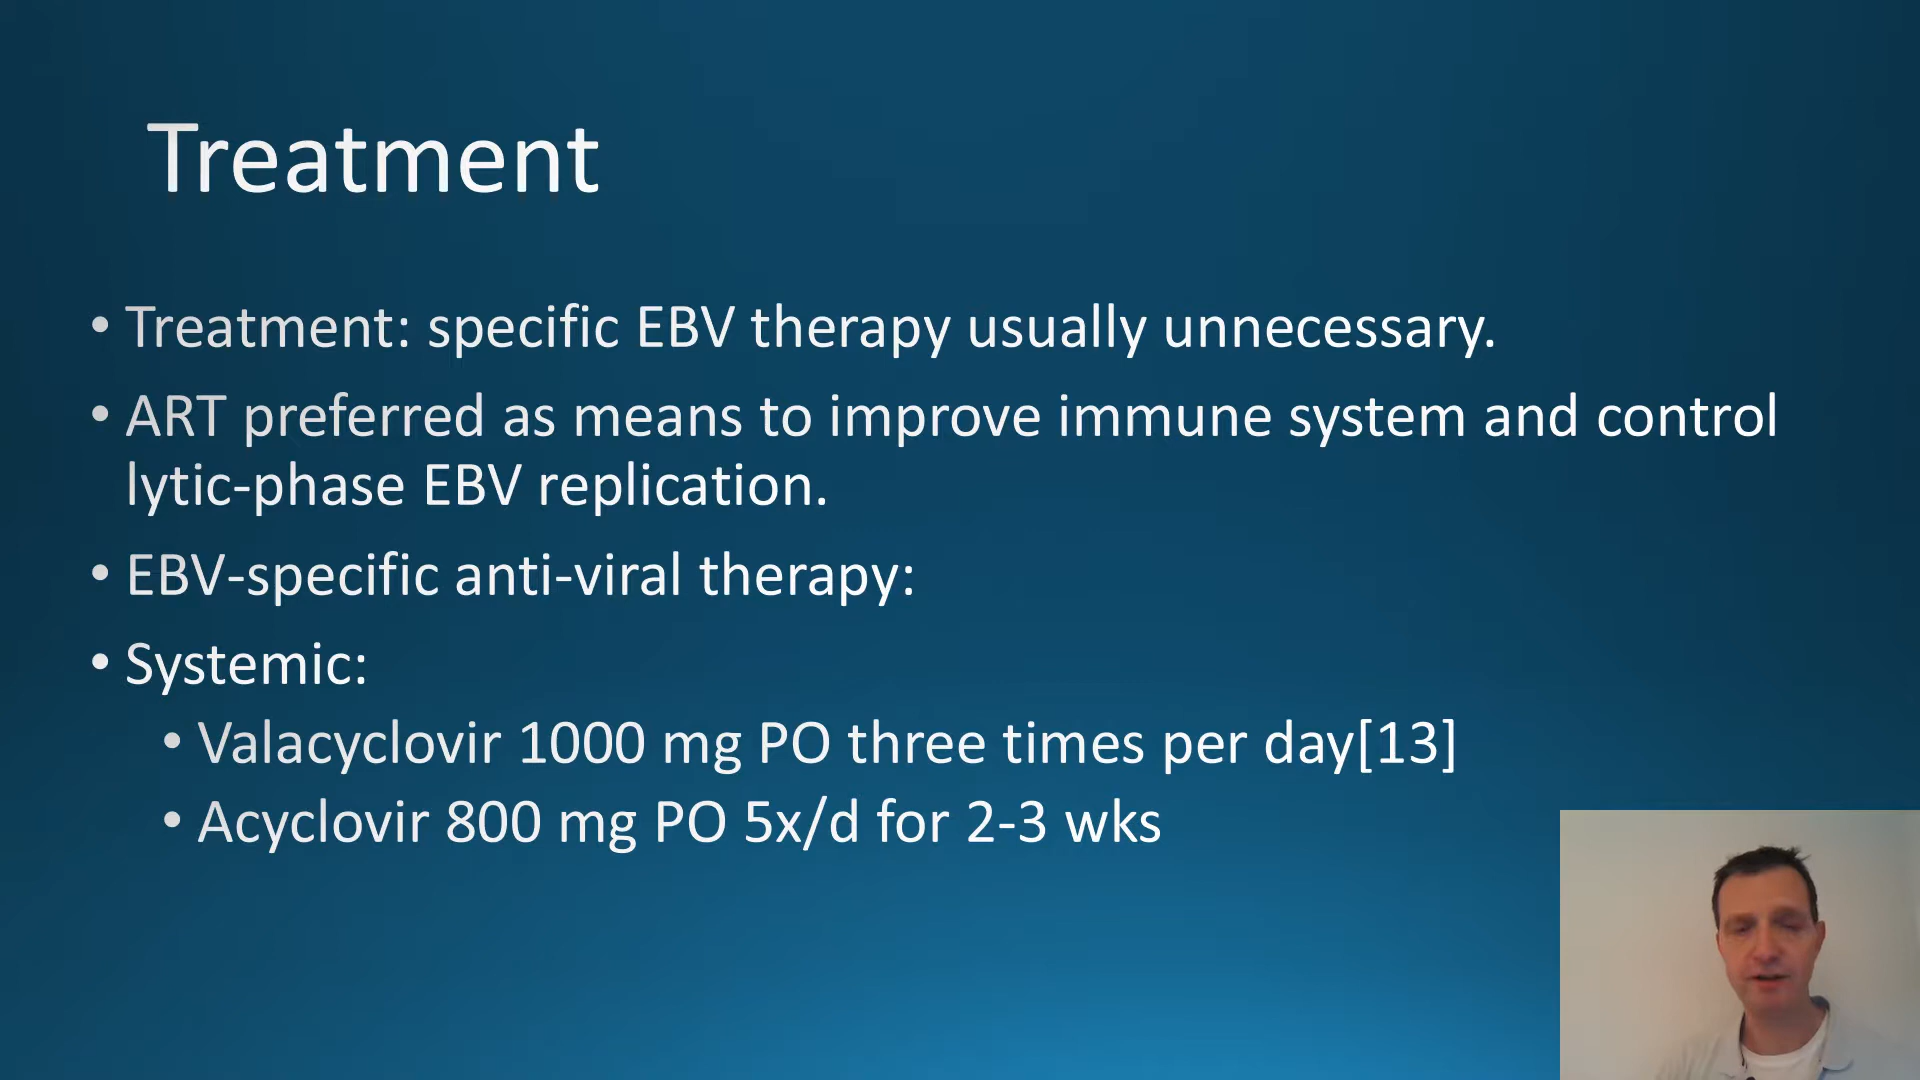 Treatment
• Treatment: specific EBV therapy usually unnecessary.
• ART preferred as means to improve immune system and control
lytic-phase EBV replication.
• EBV-specific anti-viral therapy:
• Systemic:
• Valacyclovir 1000 mg PO three times per day[13]
• Acyclovir 800 mg PO 5x/d for 2-3 wks